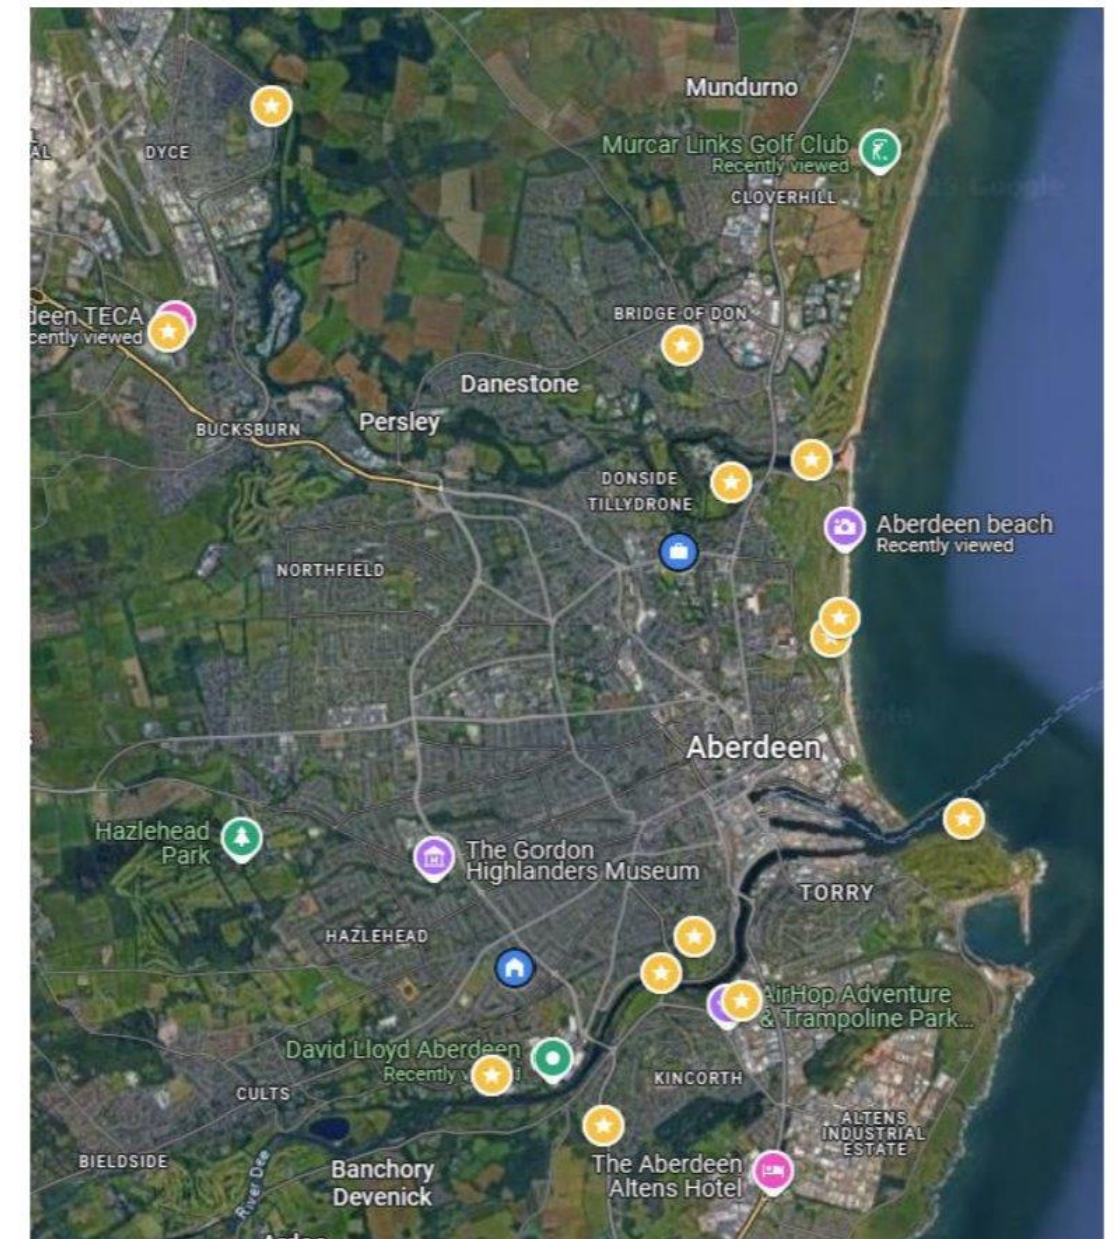 Mundurno
Murcar Links Golf Club
Recently viewed
DYCE
AL
CLOVERHILL
deen TECA
cently viewed
BRIDGE OF DON
Danestone
Persley
BUCKSBURN
DONSIDE
TILLYDRONE
Aberdeen beach
Recently viewed
NORTHFIELD
Aberdeen
Hazlehead
Park
The Gordon
Highlanders Museum
TORRY
HAZLEHEAD
AirHop Adventure
& Trampoline Park...
David Lloyd Aberdeen
Recently v d
KINCORTH
CULTS
ALTENS
INDUSTRIAL
ESTATE
BIELDSIDE
River Dee
Banchory
Devenick
The Aberdeen
Altens Hotel